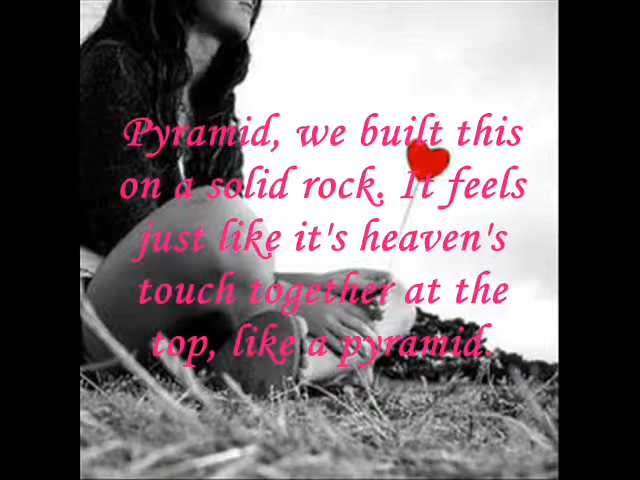 Pyramid, we built this
on a solid rock. It feels
just like it's heaven's
touch together at the
top, like a pyramid.